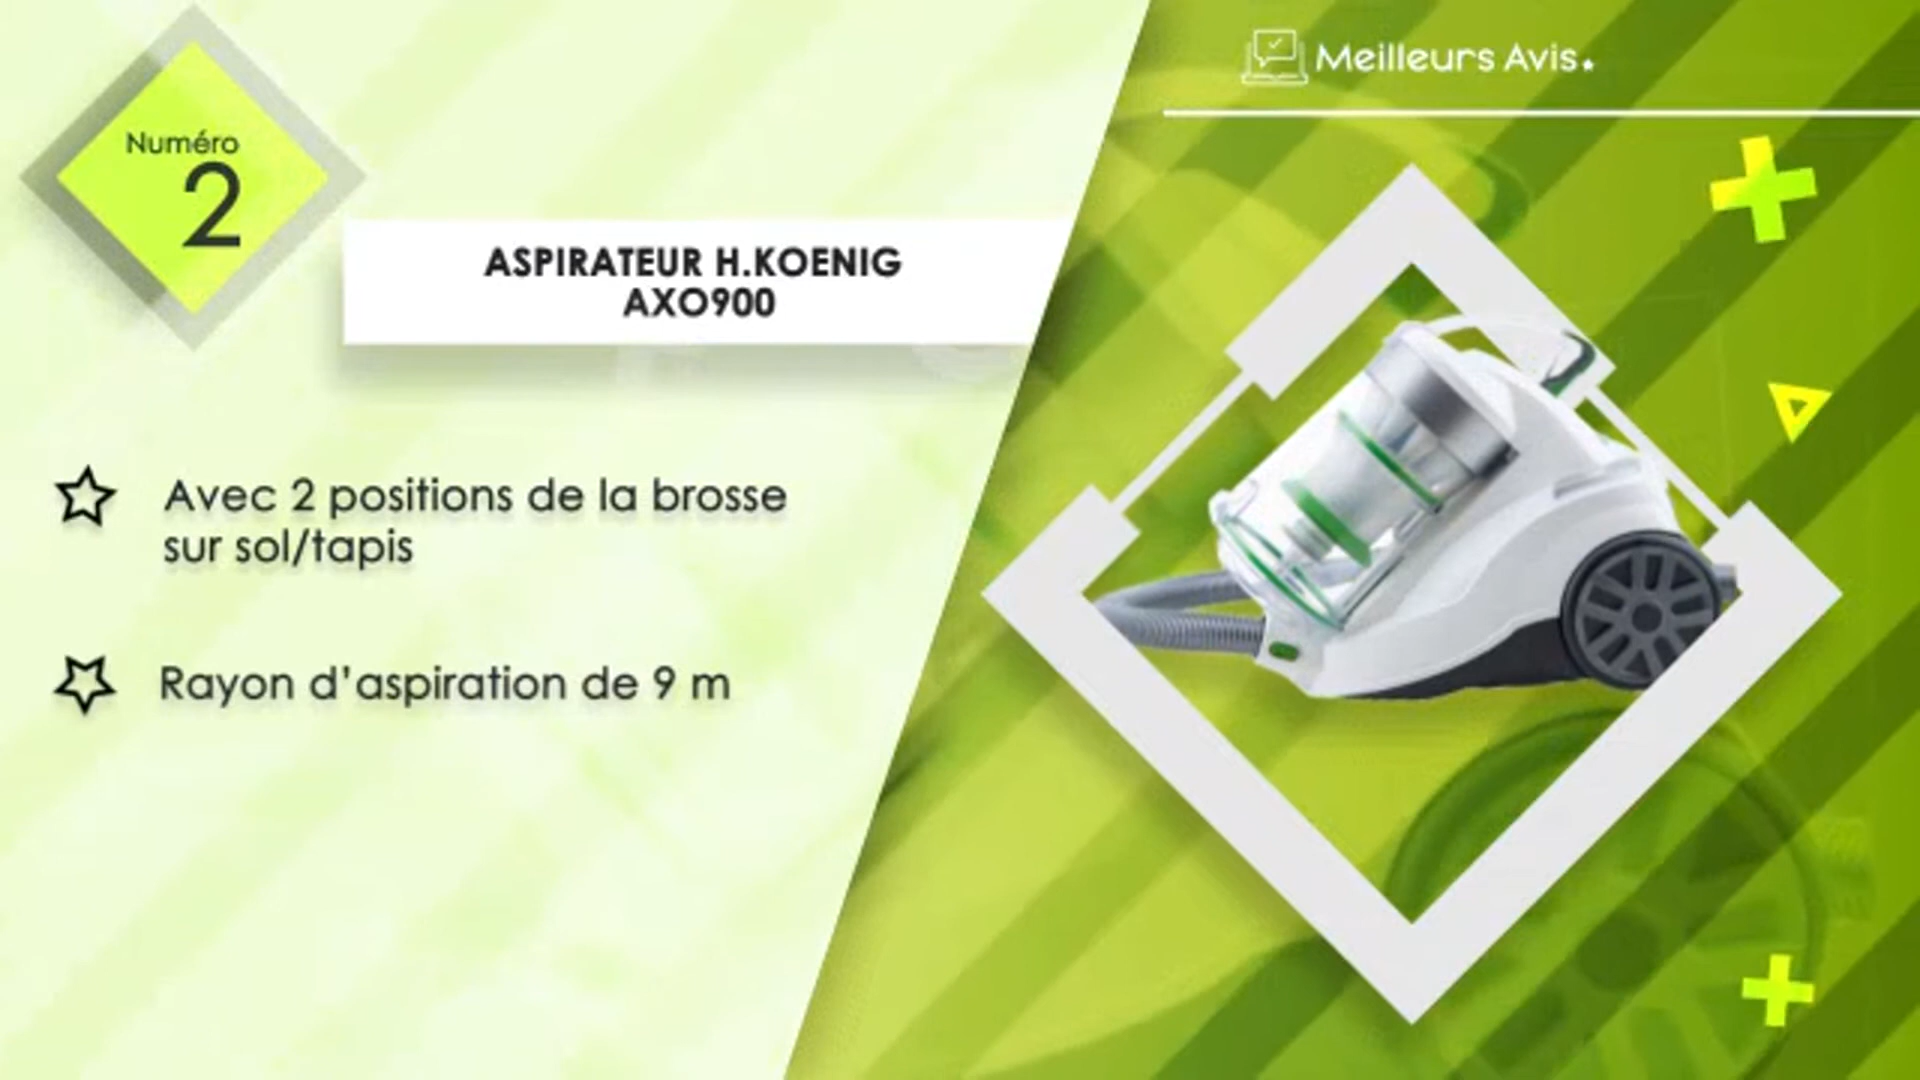 Numéro
2
Meilleurs Avis
ASPIRATEUR H.KOENIG
AXO900
Avec 2 positions de la brosse
sur sol/tapis
Rayon d'aspiration de 9 m